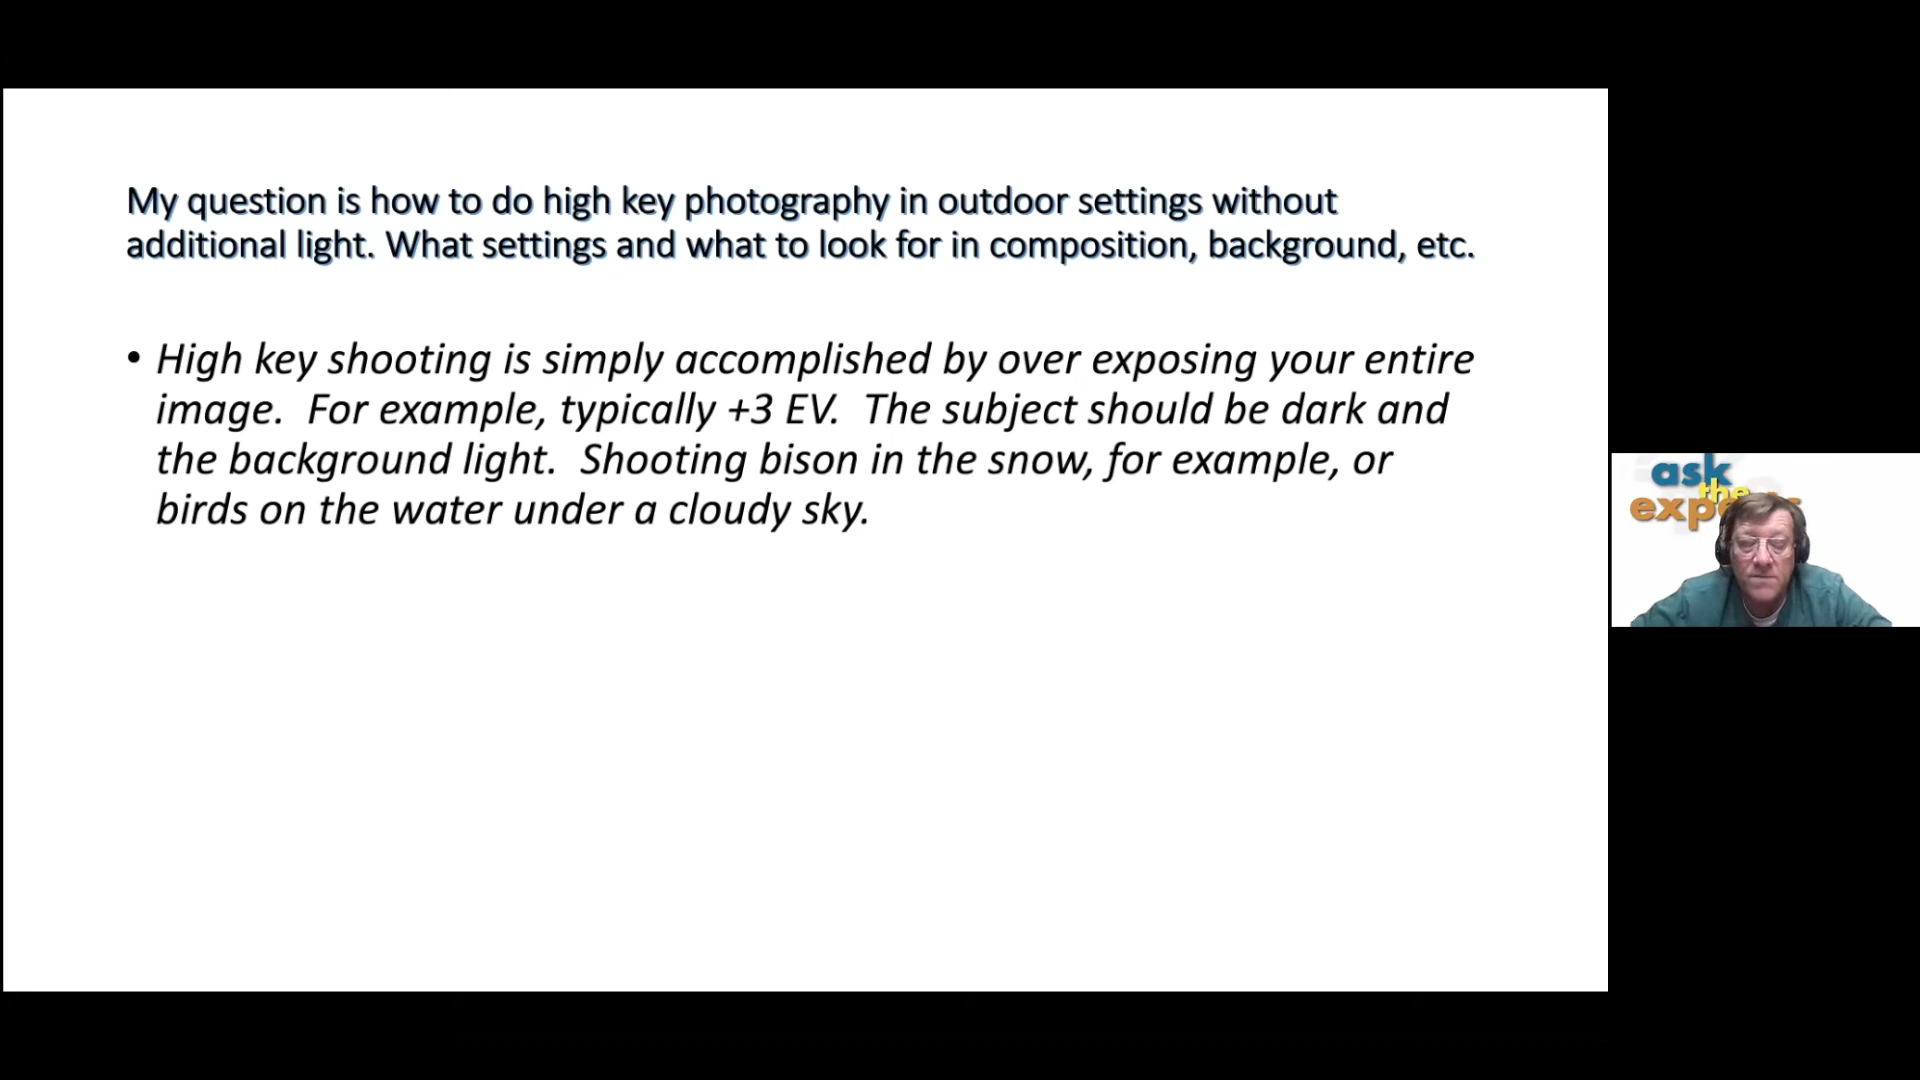 My question is how to do high key photography in outdoor settings without
additional light. What settings and what to look for in composition, background, etc.
• High key shooting is simply accomplished by over exposing your entire
image.  For example, typically +3 EV.  The subject should be dark and
the background light.  Shooting bison in the snow, for example, or
birds on the water under a cloudy sky.
ask
the